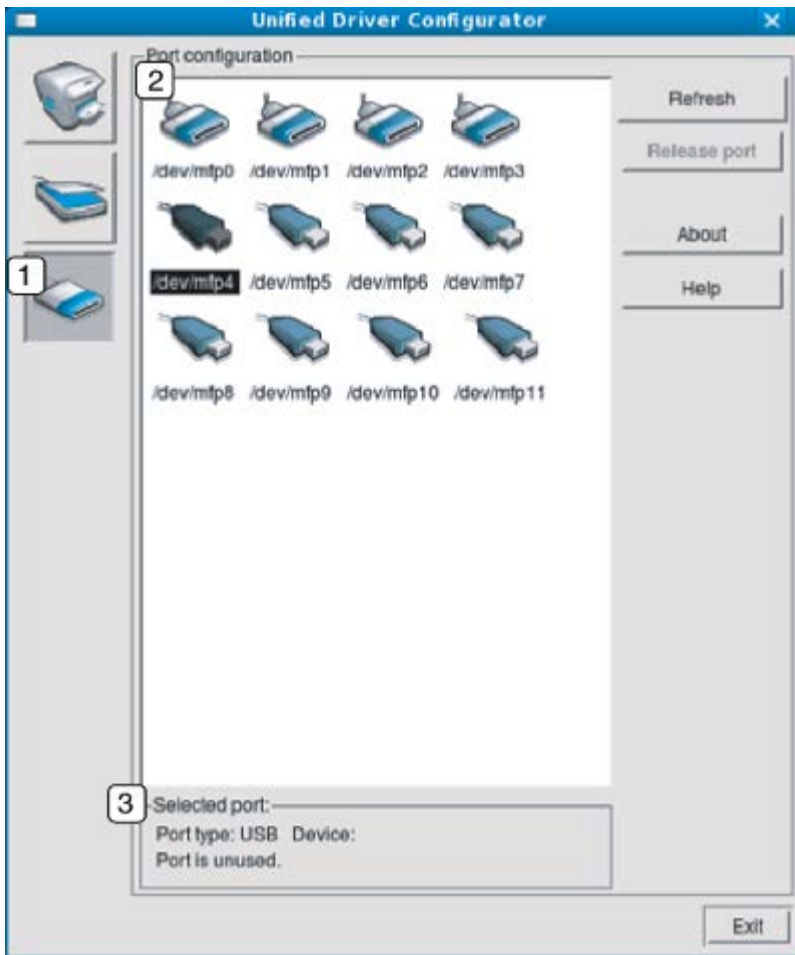 Unified Driver Configurator
Port configuration
2
/dev/mfp0 /dev/mfp1 /dev/mfp2 /dev/mfp3
Refresh
Release port
1
/dev/mfp4 /dev/mfp5 /dev/mfp6 /dev/mfp7
About
Help
/dev/mfp8 /dev/mfp9 /dev/mfp10 /dev/mfp11
3
Selected port:
Port type: USB Device:
Port is unused.
Exit